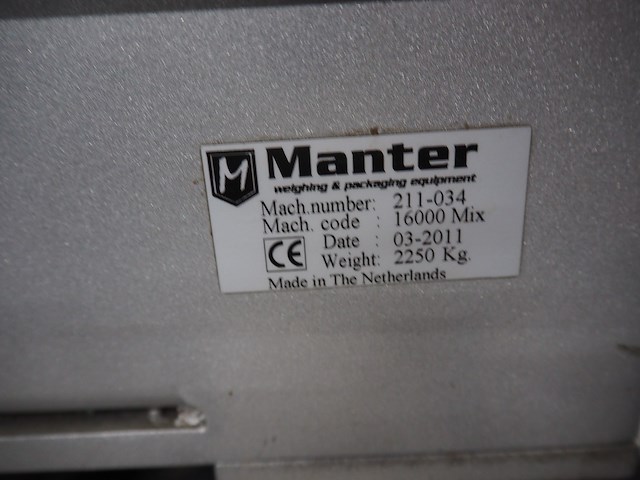 M Manter
weighing & packaging equipment
Mach.number: 211-034
Mach. code : 16000 Mix
CE Date : 03-2011
Weight: 2250 Kg.
Made in The Netherlands